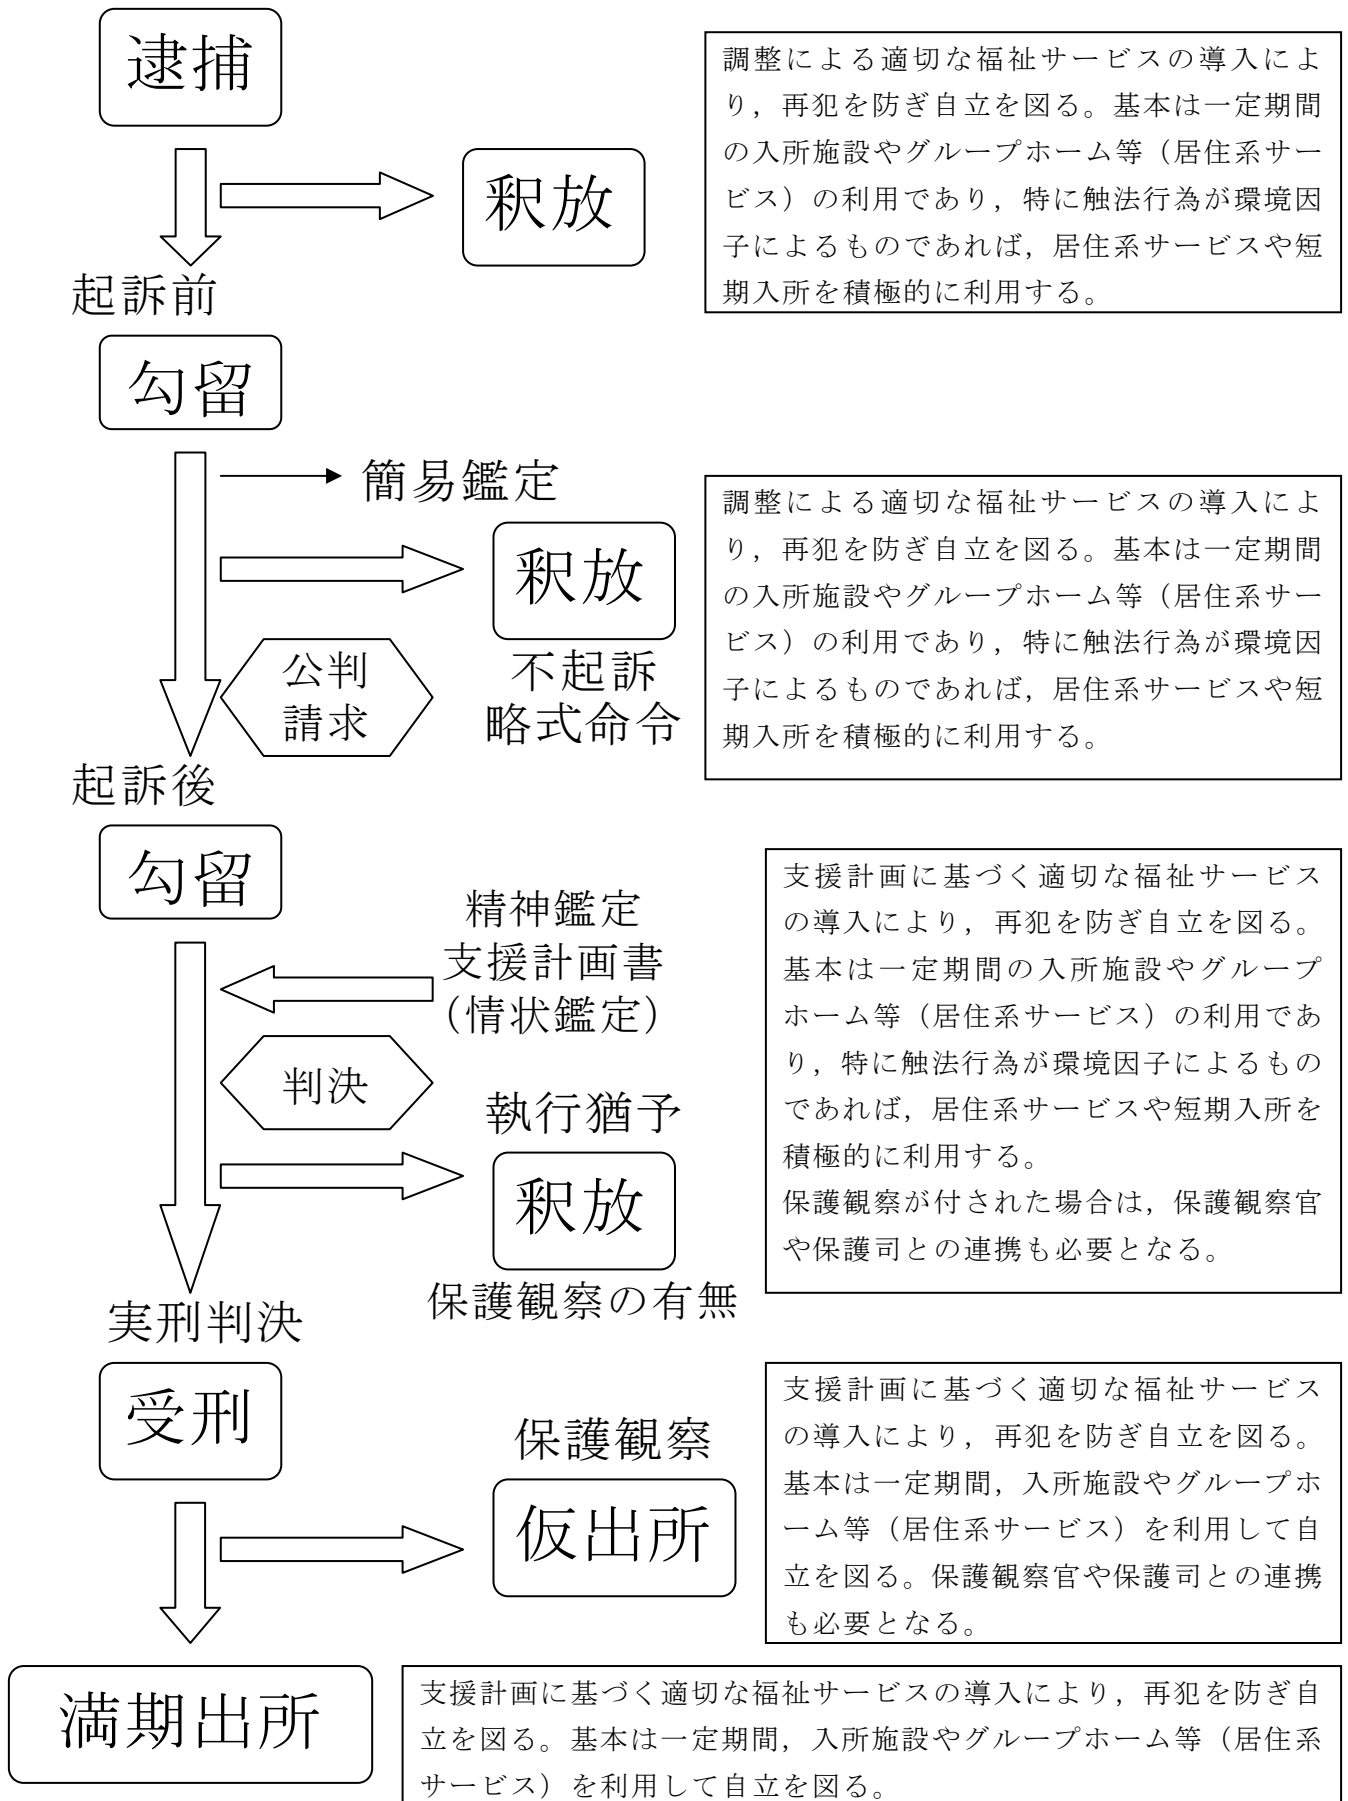 逮捕
調整による適切な福祉サービスの導入によ
り，再犯を防ぎ自立を図る。基本は一定期間
の入所施設やグループホーム等（居住系サー
ビス）の利用であり，特に触法行為が環境因
子によるものであれば，居住系サービスや短
期入所を積極的に利用する。
釈放
起訴前
勾留
簡易鑑定
釈放
不起訴
略式命令
調整による適切な福祉サービスの導入によ
り，再犯を防ぎ自立を図る。基本は一定期間
の入所施設やグループホーム等（居住系サー
ビス）の利用であり，特に触法行為が環境因
子によるものであれば，居住系サービスや短
期入所を積極的に利用する。
公判
請求
起訴後
勾留
精神鑑定
支援計画書
（情状鑑定）
判決
執行猶予
釈放
保護観察の有無
支援計画に基づく適切な福祉サービス
の導入により，再犯を防ぎ自立を図る。
基本は一定期間の入所施設やグループ
ホーム等（居住系サービス）の利用であ
り，特に触法行為が環境因子によるもの
であれば，居住系サービスや短期入所を
積極的に利用する。
保護観察が付された場合は，保護観察官
や保護司との連携も必要となる。
実刑判決
受刑
保護観察
仮出所
支援計画に基づく適切な福祉サービス
の導入により，再犯を防ぎ自立を図る。
基本は一定期間，入所施設やグループホ
ーム等（居住系サービス）を利用して自
立を図る。保護観察官や保護司との連携
も必要となる。
満期出所
支援計画に基づく適切な福祉サービスの導入により，再犯を防ぎ自
立を図る。基本は一定期間，入所施設やグループホーム等（居住系
サービス）を利用して自立を図る。